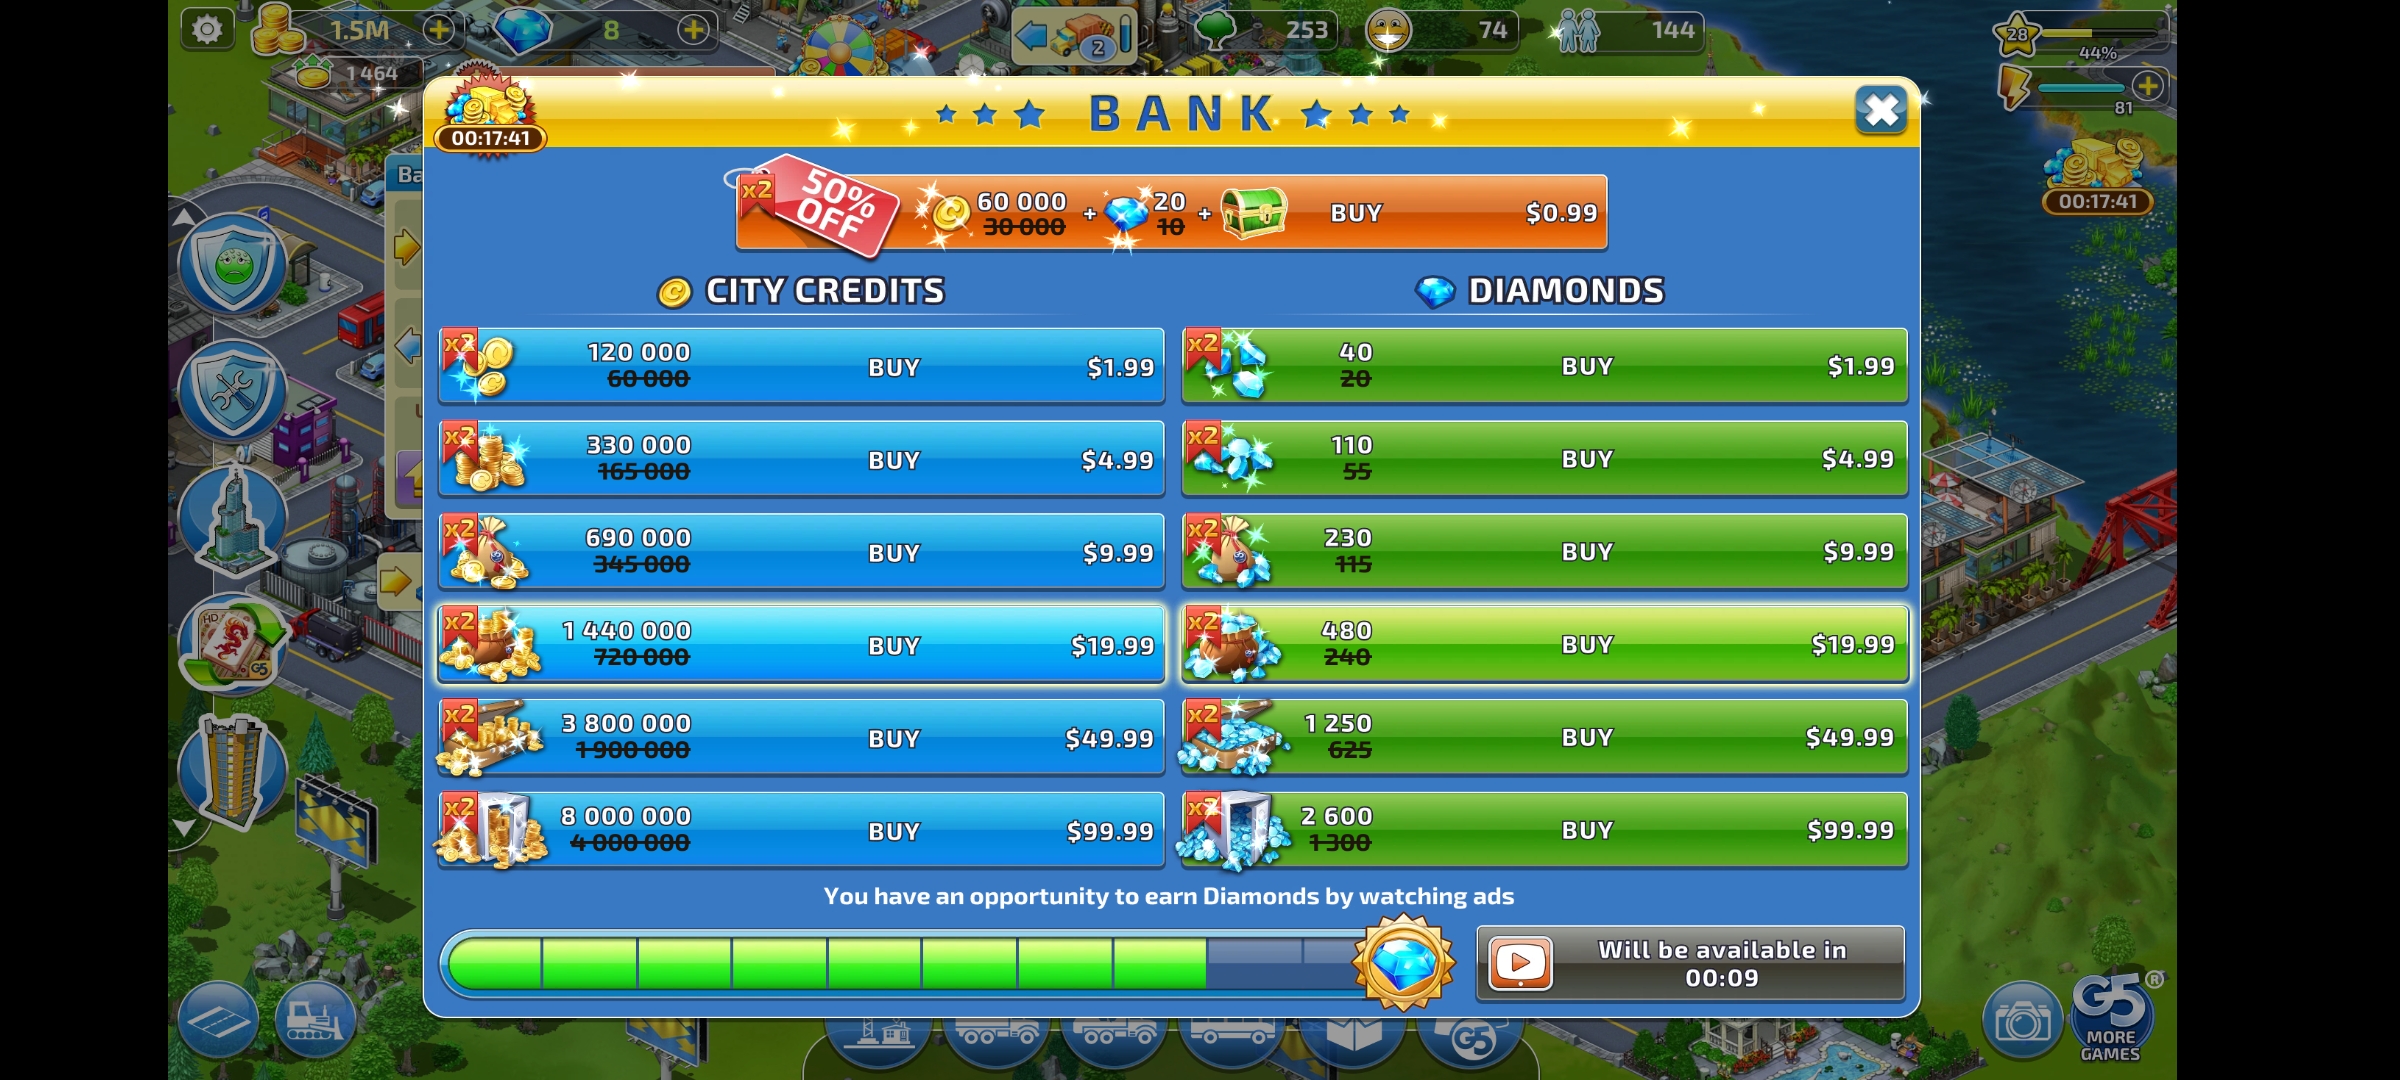 1.5M
8
2
253
74
144
28
44%
1 464
81
00:17:41
BANK
00:17:41
Ba
x2
50%
OFF
60 000
30 000
+
20
10
+
BUY
$0.99
CITY CREDITS
DIAMONDS
x2
120 000
60 000
BUY
$1.99
x2
40
20
BUY
$1.99
x2
330 000
165 000
BUY
$4.99
x2
110
55
BUY
$4.99
x2
690 000
345 000
BUY
$9.99
x2
230
115
BUY
$9.99
x2
1 440 000
720 000
BUY
$19.99
x2
480
240
BUY
$19.99
x2
3 800 000
1 900 000
BUY
$49.99
x2
1 250
625
BUY
$49.99
x2
8 000 000
4 000 000
BUY
$99.99
x2
2 600
1 300
BUY
$99.99
HD
G5
You have an opportunity to earn Diamonds by watching ads
Will be available in
00:09
G5
G5®
MORE
GAMES